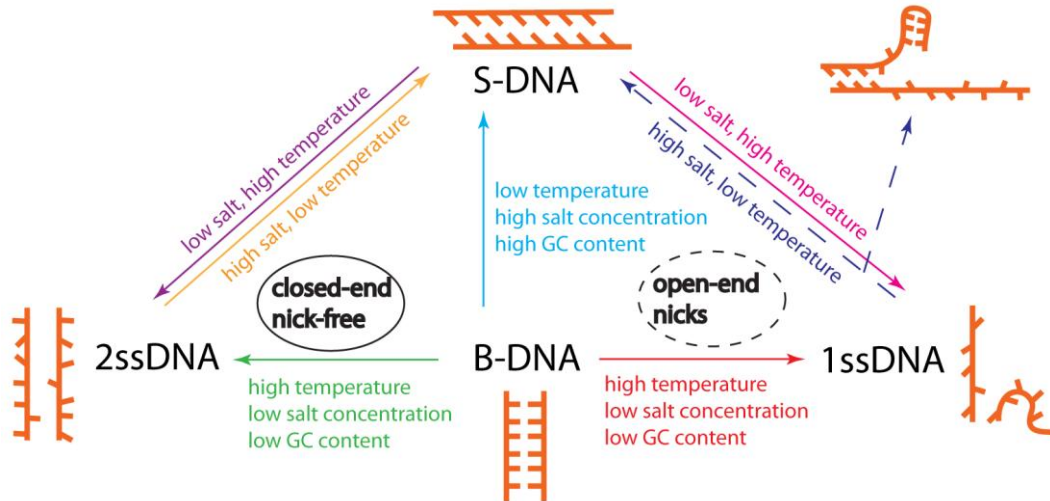 S-DNA
low salt, high temperature
high salt, low temperature
low salt, high temperature
high salt, low temperature
low temperature
high salt concentration
high GC content
closed-end
nick-free
open-end
nicks
2ssDNA
B-DNA
1ssDNA
high temperature
low salt concentration
low GC content
high temperature
low salt concentration
low GC content